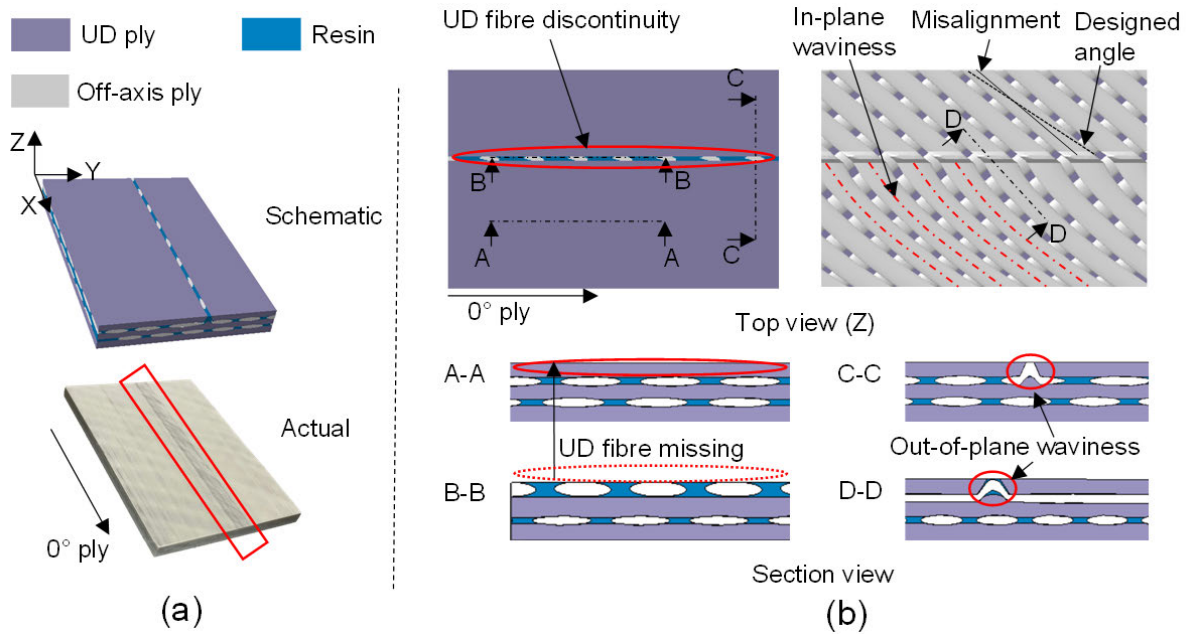 UD ply
Resin
Off-axis ply
Z
Y
X
Schematic
Actual
0° ply
(a)
UD fibre discontinuity
C
B
B
A
A
C
0° ply
In-plane
waviness
Misalignment
Designed
angle
D
D
Top view (Z)
A-A
UD fibre missing
B-B
C-C
Out-of-plane waviness
D-D
Section view
(b)